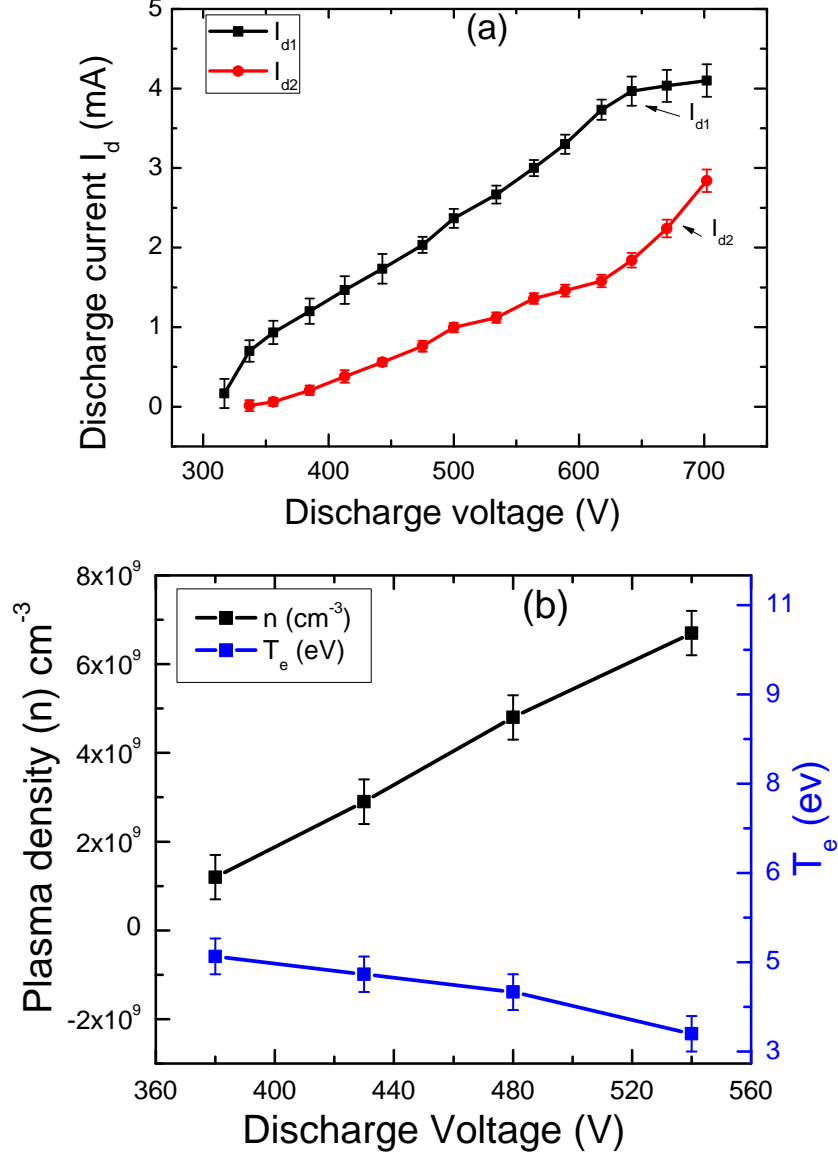 (a)
I_d1
I_d2
5
4
3
2
1
0
Discharge current I_d (mA)
I_d1
I_d2
300 400 500 600 700
Discharge voltage (V)
(b)
n (cm^-3)
T_e (eV)
8x10^9
6x10^9
4x10^9
2x10^9
0
-2x10^9
Plasma density (n) cm^-3
11
9
8
6
5
3
T_e (ev)
360 400 440 480 520 560
Discharge Voltage (V)